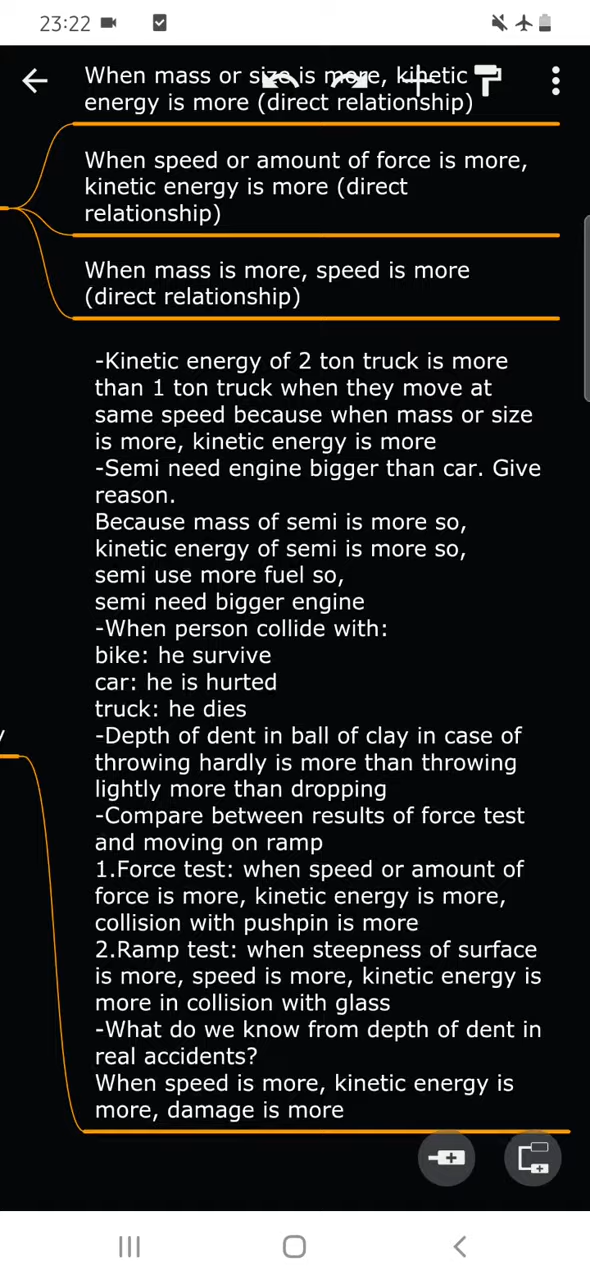 23:22
When mass or size is more, kinetic
energy is more (direct relationship)
When speed or amount of force is more,
kinetic energy is more (direct
relationship)
When mass is more, speed is more
(direct relationship)
-Kinetic energy of 2 ton truck is more
than 1 ton truck when they move at
same speed because when mass or size
is more, kinetic energy is more
-Semi need engine bigger than car. Give
reason.
Because mass of semi is more so,
kinetic energy of semi is more so,
semi use more fuel so,
semi need bigger engine
-When person collide with:
bike: he survive
car: he is hurted
truck: he dies
-Depth of dent in ball of clay in case of
throwing hardly is more than throwing
lightly more than dropping
-Compare between results of force test
and moving on ramp
1.Force test: when speed or amount of
force is more, kinetic energy is more,
collision with pushpin is more
2.Ramp test: when steepness of surface
is more, speed is more, kinetic energy is
more in collision with glass
-What do we know from depth of dent in
real accidents?
When speed is more, kinetic energy is
more, damage is more